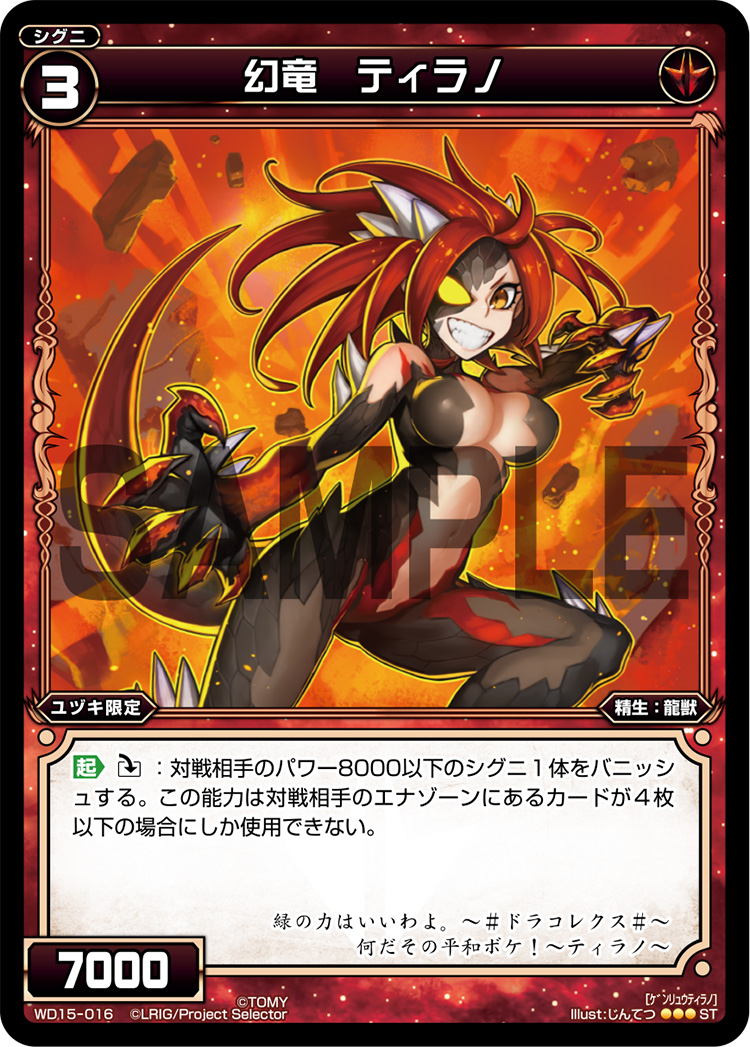 シグニ
3
幻竜 ティラノ
SAMPLE
ユヅキ限定
精生：龍獣
起 ：対戦相手のパワー8000以下のシグニ１体をバニッシ
ュする。この能力は対戦相手のエナゾーンにあるカードが４枚
以下の場合にしか使用できない。
緑の力はいいわよ。～＃ドラコレクス＃～
何だその平和ボケ！～ティラノ～
7000
[ｹﾞﾝﾘｭｳﾃｨﾗﾉ]
WD15-016 ©LRIG/Project Selector
©TOMY
Illust:じんてつ ST